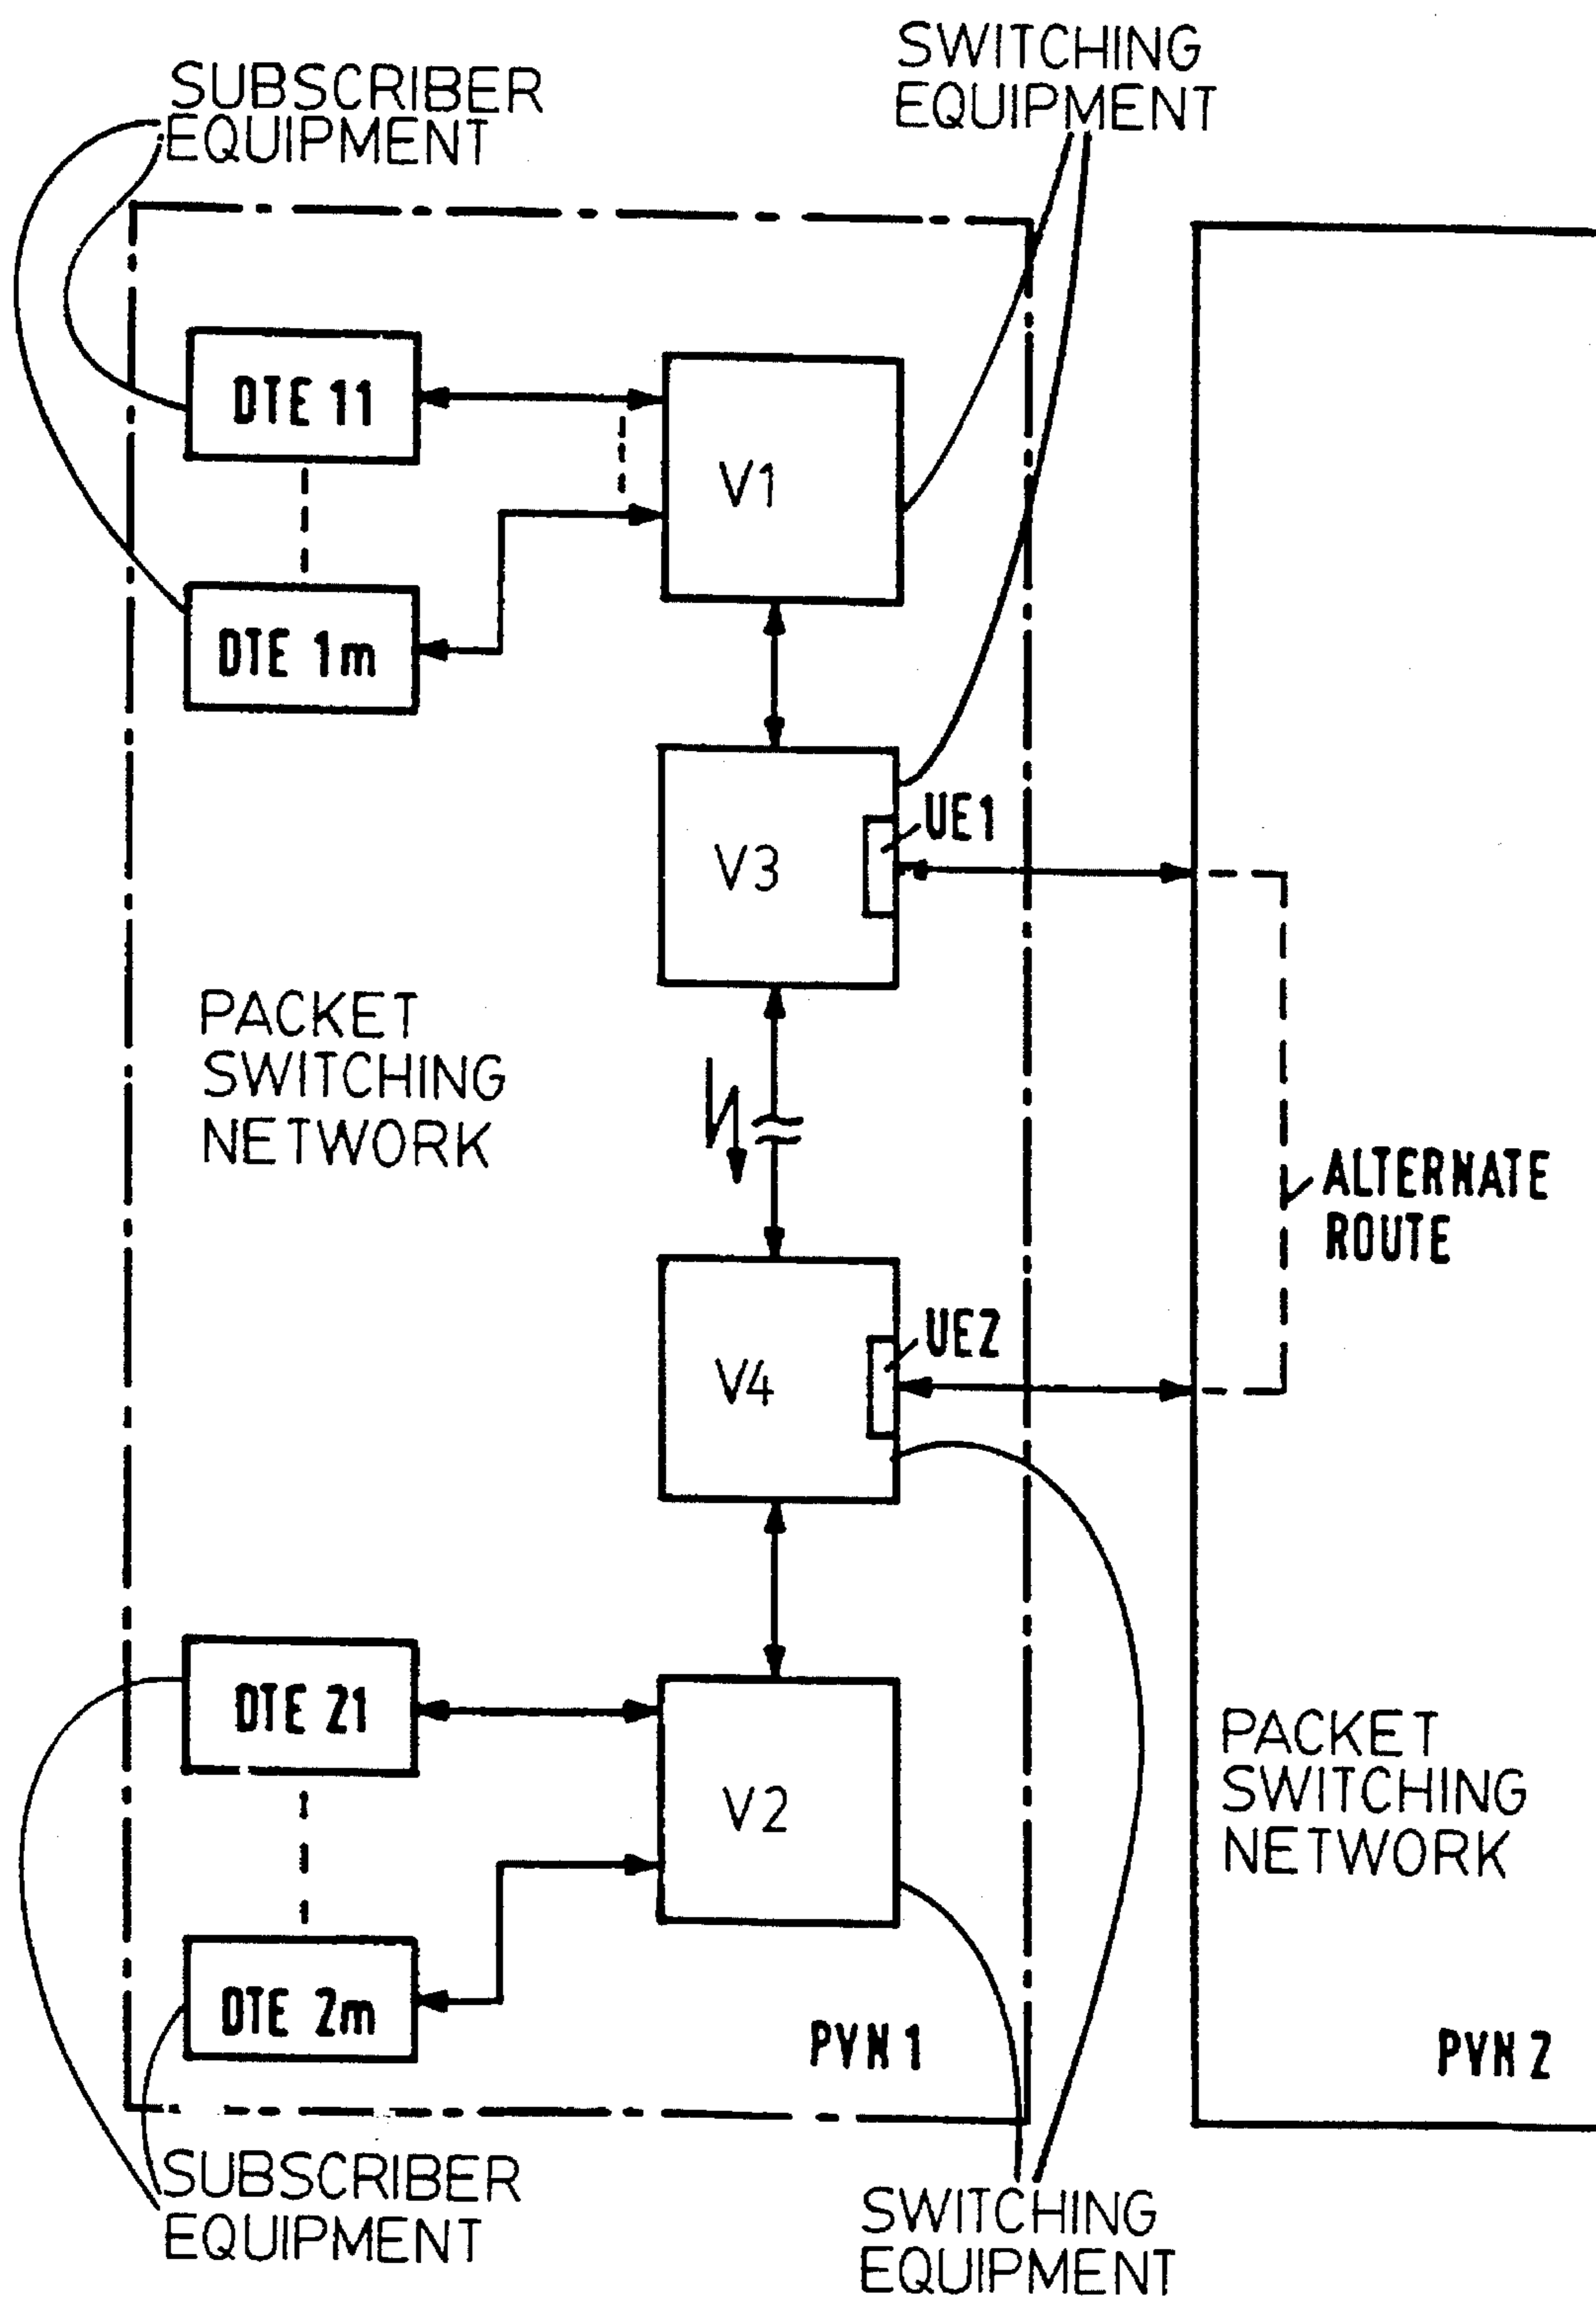 SUBSCRIBER
EQUIPMENT
SWITCHING
EQUIPMENT
DTE 11
V1
DTE 1m
UE1
V3
PACKET
SWITCHING
NETWORK
ALTERNATE
ROUTE
UE2
V4
DTE 21
V2
PACKET
SWITCHING
NETWORK
DTE 2m
PVN 1
PVN 2
SUBSCRIBER
EQUIPMENT
SWITCHING
EQUIPMENT